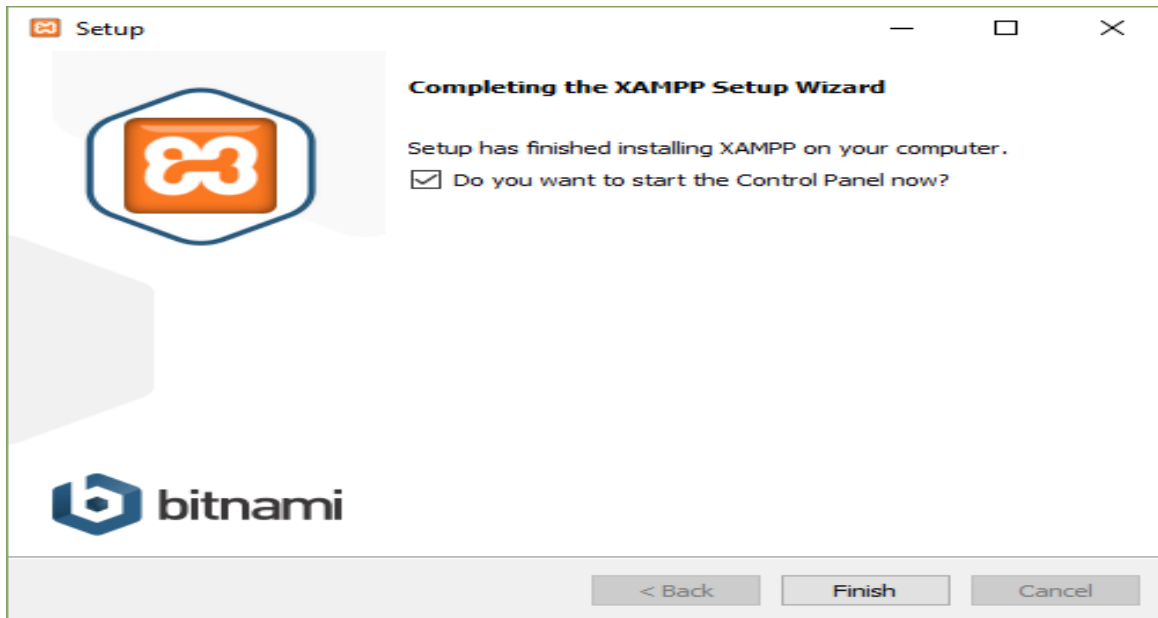 Setup
Completing the XAMPP Setup Wizard
Setup has finished installing XAMPP on your computer.
Do you want to start the Control Panel now?
bitnami
< Back
Finish
Cancel